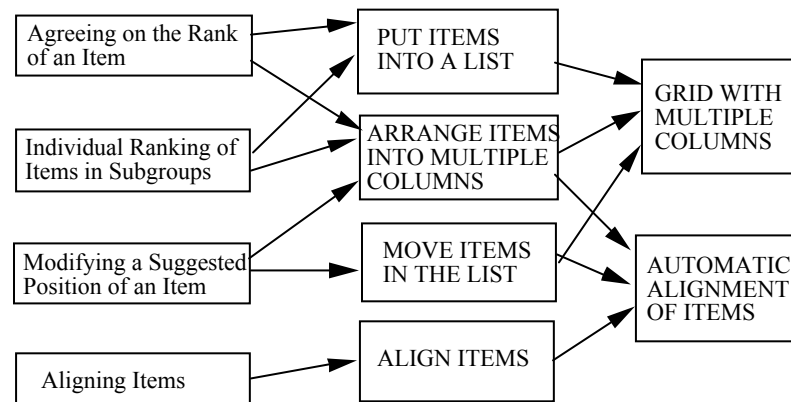 Agreeing on the Rank
of an Item
Individual Ranking of
Items in Subgroups
Modifying a Suggested
Position of an Item
Aligning Items
PUT ITEMS
INTO A LIST
ARRANGE ITEMS
INTO MULTIPLE
COLUMNS
MOVE ITEMS
IN THE LIST
ALIGN ITEMS
GRID WITH
MULTIPLE
COLUMNS
AUTOMATIC
ALIGNMENT
OF ITEMS